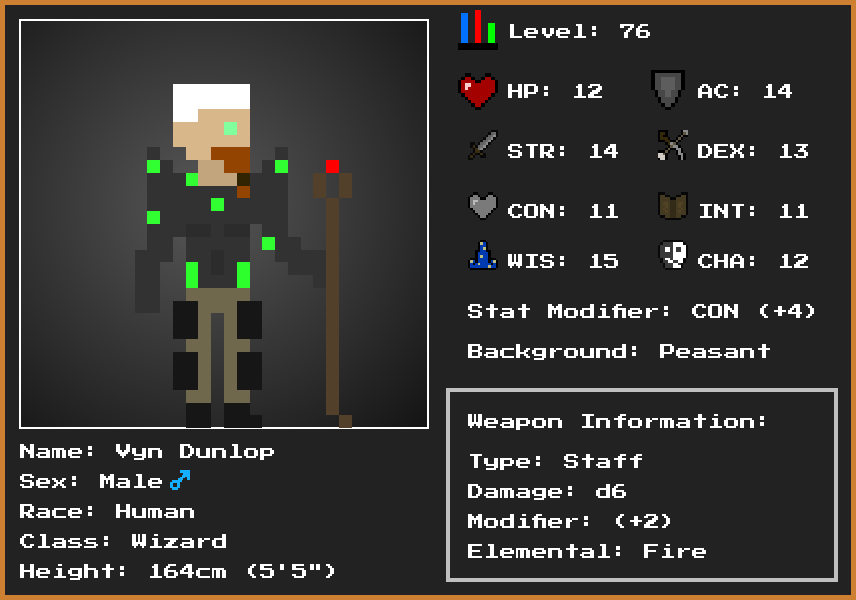 Level: 76
HP: 12
AC: 14
STR: 14
DEX: 13
CON: 11
INT: 11
WIS: 15
CHA: 12
Stat Modifier: CON (+4)
Background: Peasant
Weapon Information:
Type: Staff
Damage: d6
Modifier: (+2)
Elemental: Fire
Name: Vyn Dunlop
Sex: Male ♂
Race: Human
Class: Wizard
Height: 164cm (5'5")